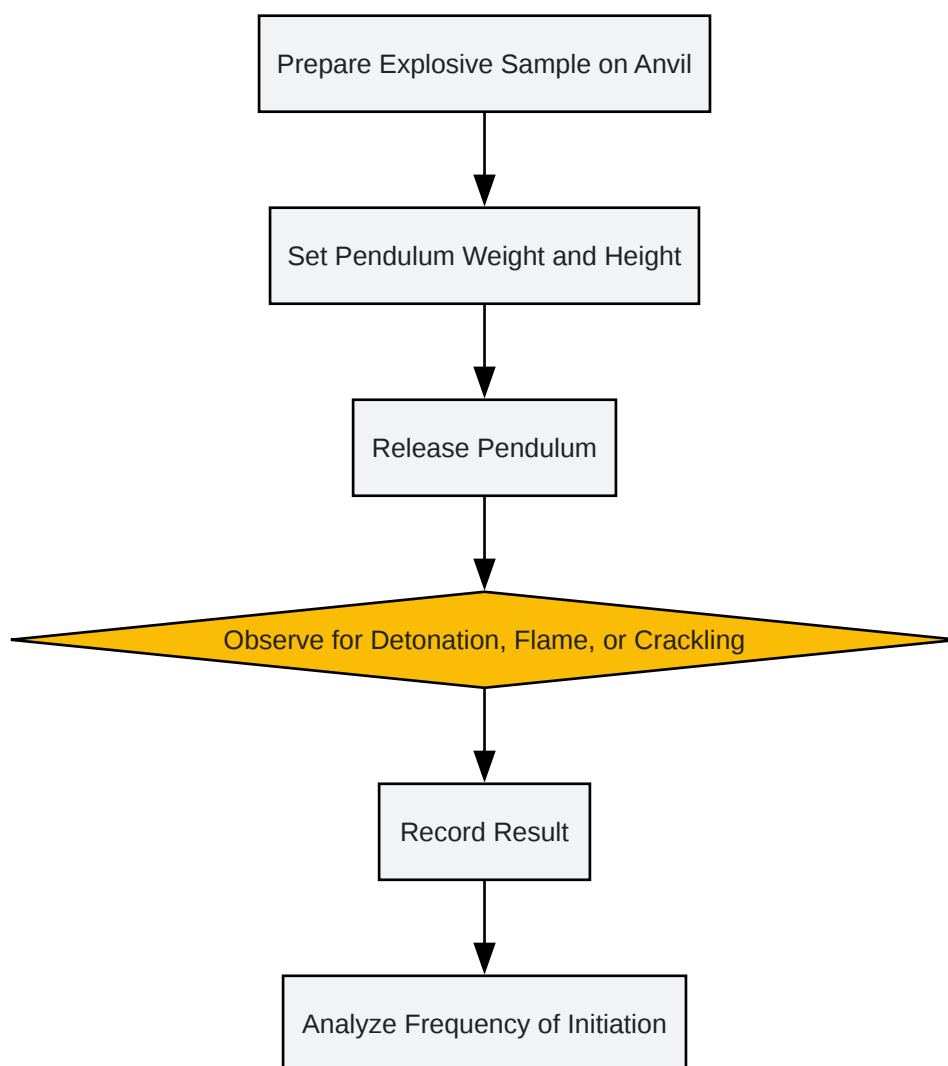 Prepare Explosive Sample on Anvil
Set Pendulum Weight and Height
Release Pendulum
Observe for Detonation, Flame, or Crackling
Record Result
Analyze Frequency of Initiation